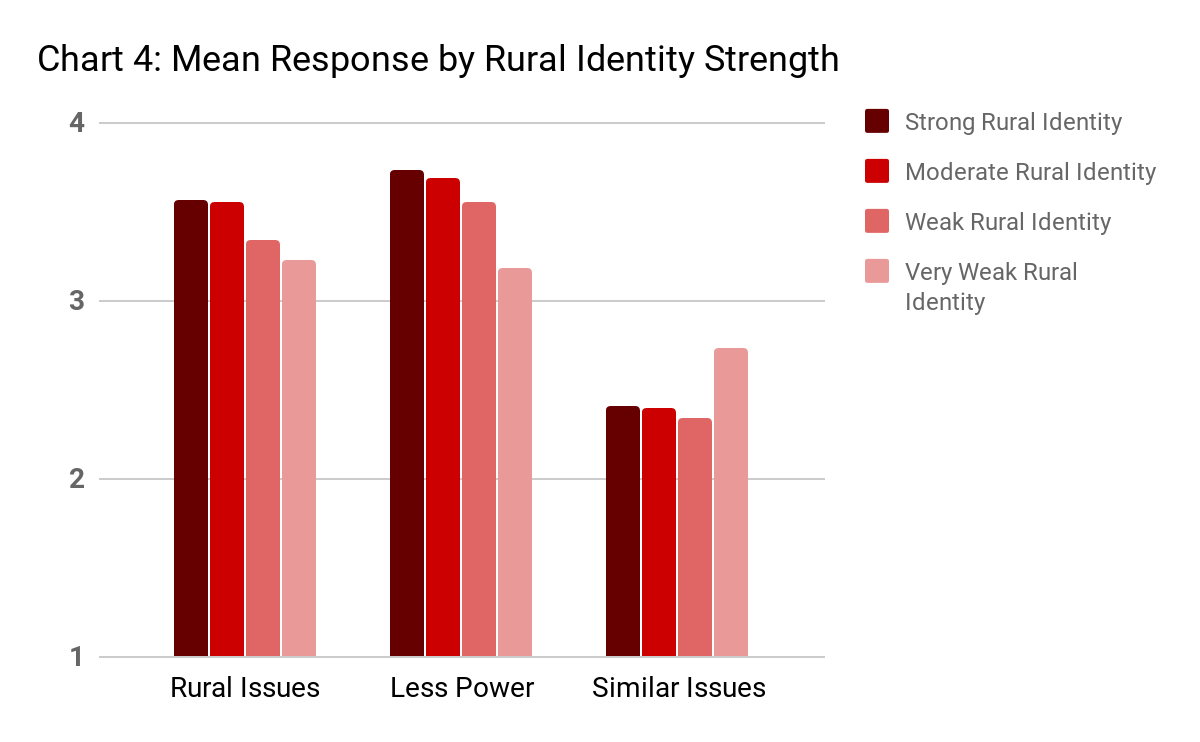 Chart 4: Mean Response by Rural Identity Strength
4
3
2
1
Rural Issues
Less Power
Similar Issues
Strong Rural Identity
Moderate Rural Identity
Weak Rural Identity
Very Weak Rural
Identity